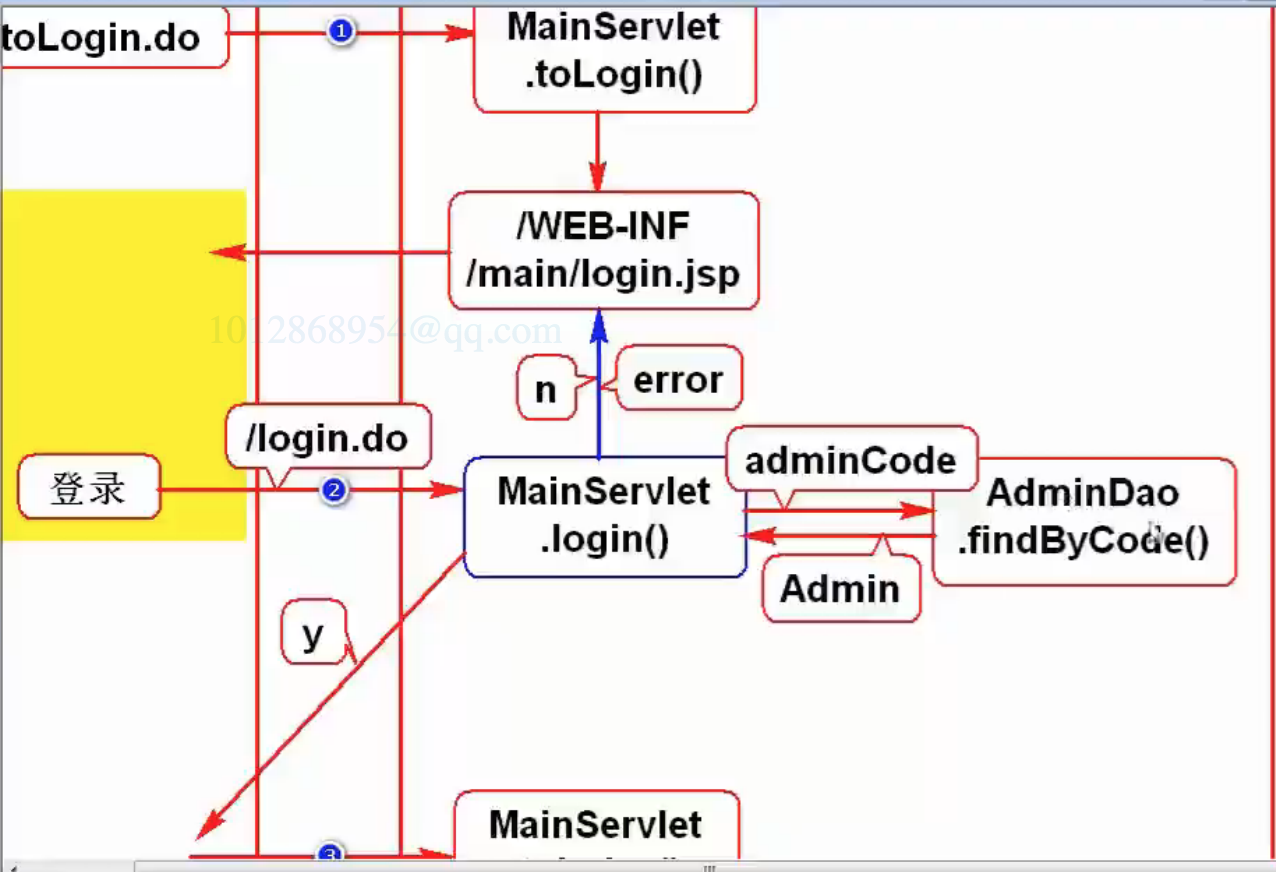 toLogin.do
1
MainServlet
.toLogin()
/WEB-INF
/main/login.jsp
1012868954@qq.com
n
error
/login.do
登录
2
MainServlet
.login()
adminCode
Admin
AdminDao
.findByCode()
y
3
MainServlet